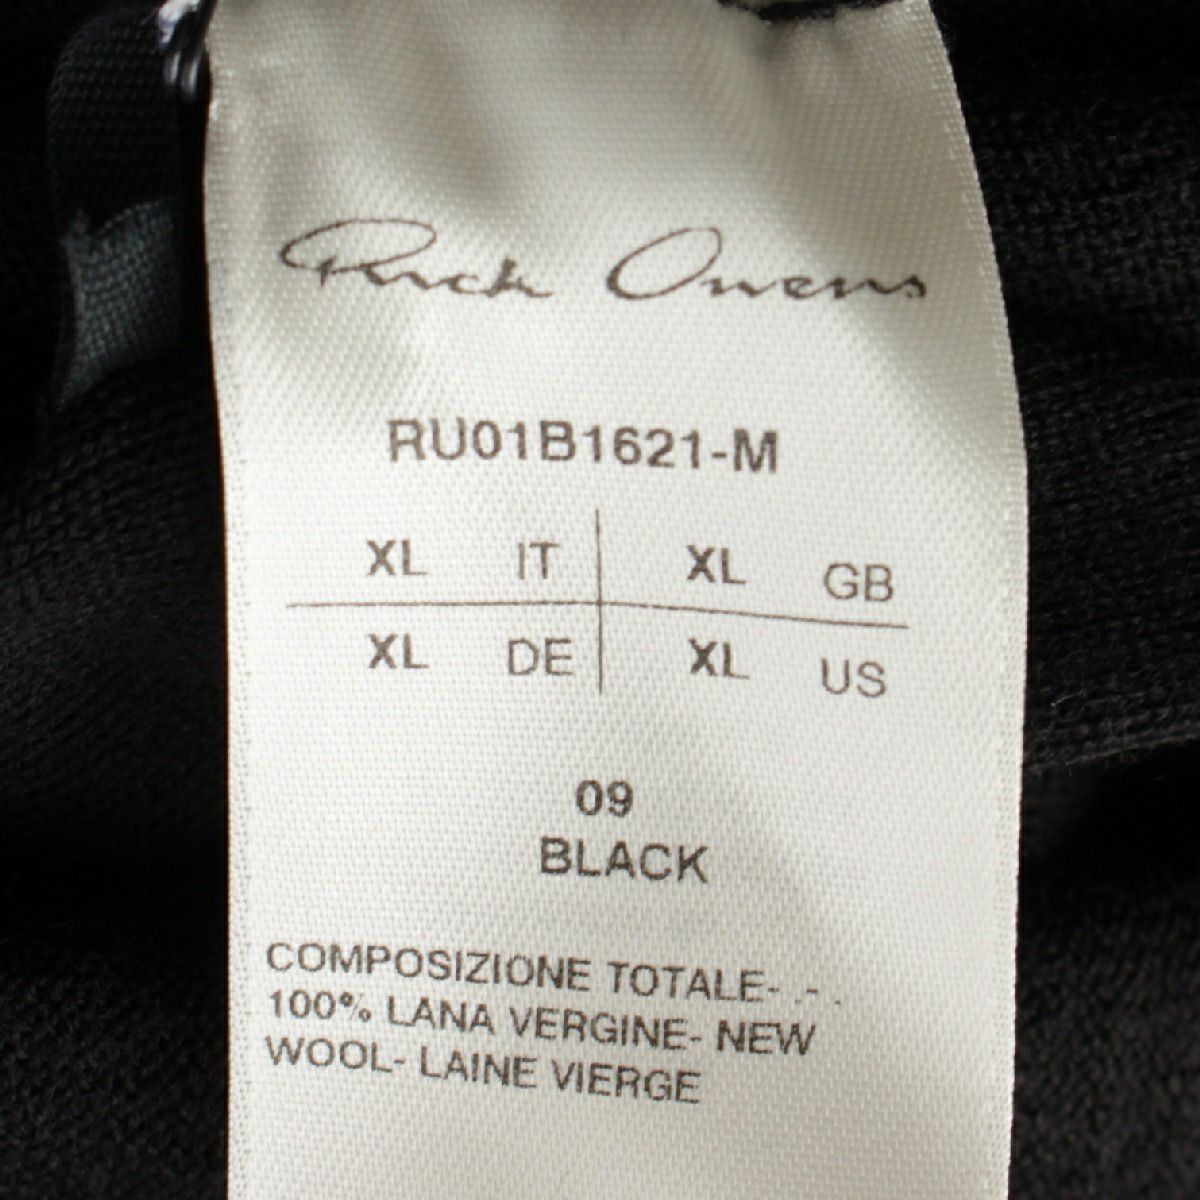 Rick Owens
RU01B1621-M
XL IT XL GB
XL DE XL US
09
BLACK
COMPOSIZIONE TOTALE- .- .
100% LANA VERGINE- NEW
WOOL- LAINE VIERGE